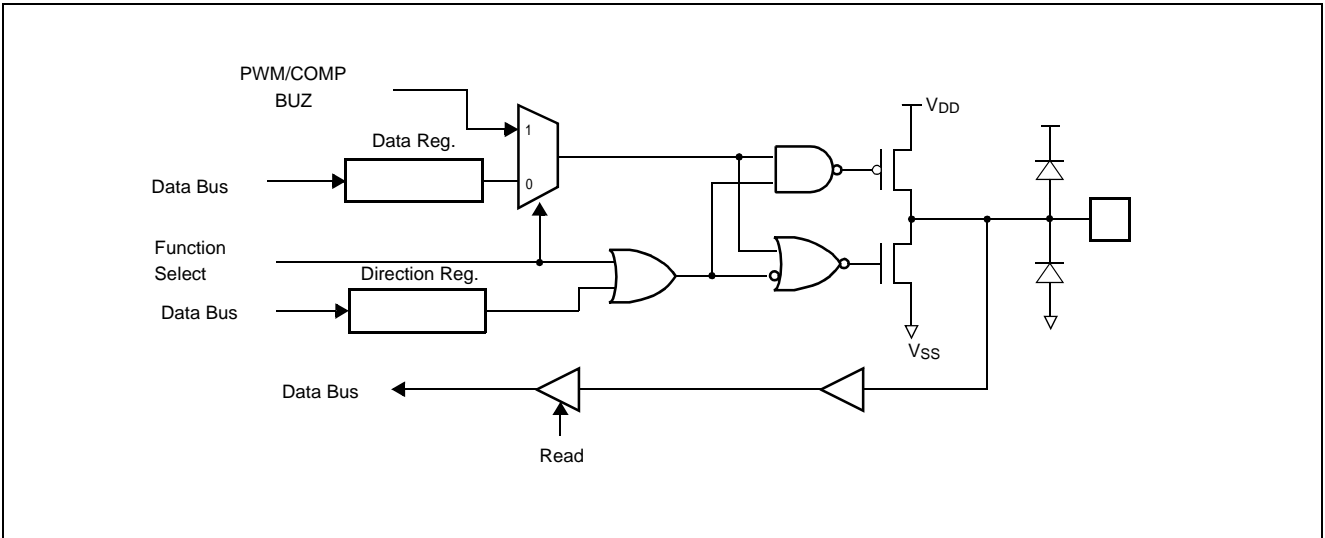 PWM/COMP
BUZ
VDD
Data Reg.
1
Data Bus
0
Function
Select
Direction Reg.
Data Bus
VSS
Data Bus
Read